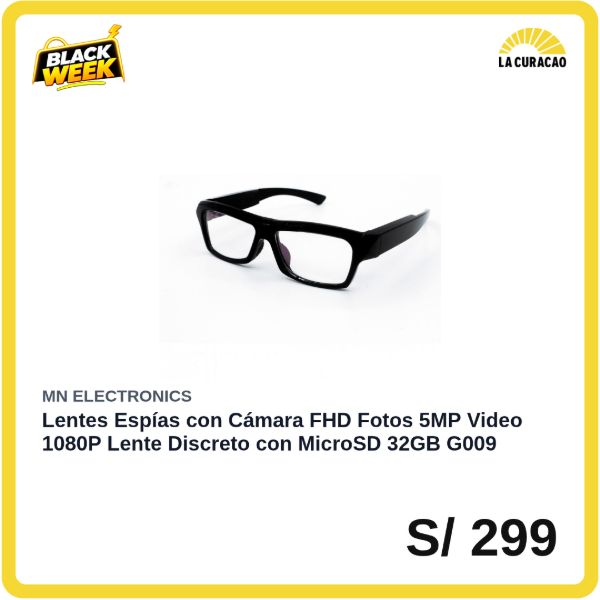 BLACK
WEEK
LA CURACAO
MN ELECTRONICS
Lentes Espías con Cámara FHD Fotos 5MP Video
1080P Lente Discreto con MicroSD 32GB G009
S/ 299